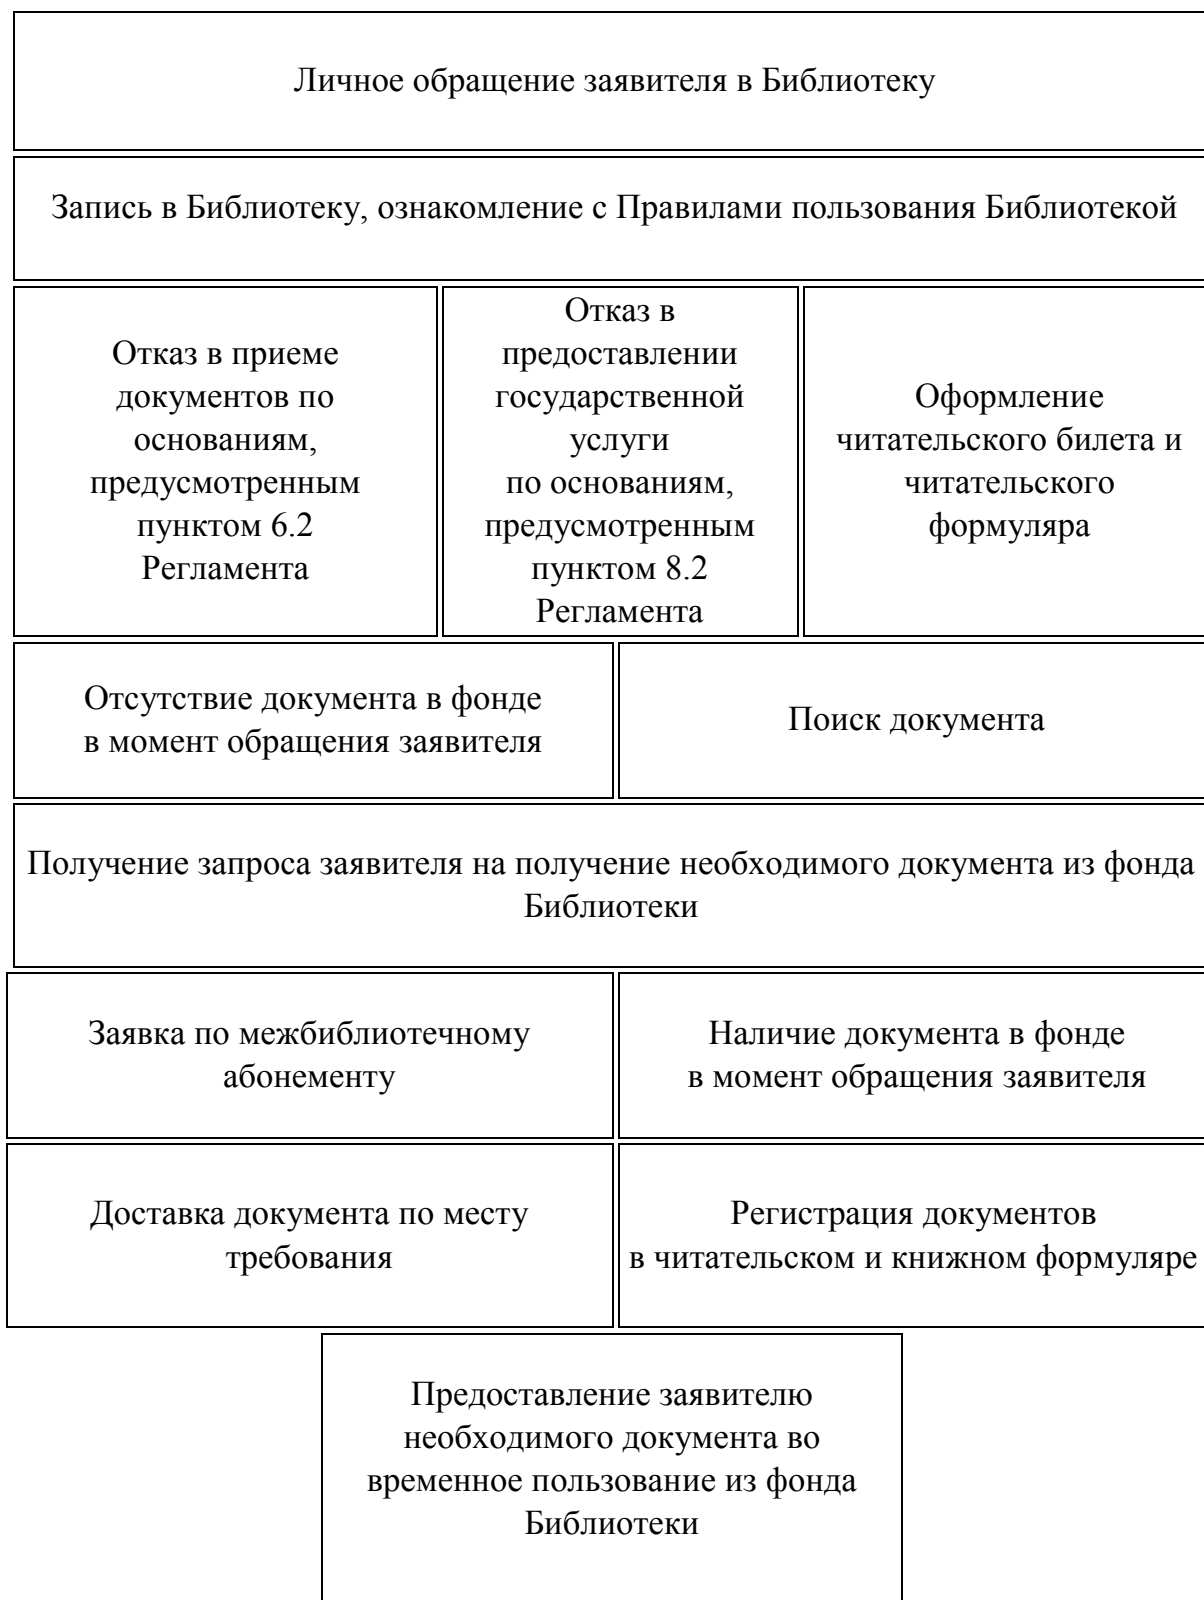 Личное обращение заявителя в Библиотеку
Запись в Библиотеку, ознакомление с Правилами пользования Библиотекой
Отказ в приеме
документов по
основаниям,
предусмотренным
пунктом 6.2
Регламента
Отказ в
предоставлении
государственной
услуги
по основаниям,
предусмотренным
пунктом 8.2
Регламента
Оформление
читательского билета и
читательского
формуляра
Отсутствие документа в фонде
в момент обращения заявителя
Поиск документа
Получение запроса заявителя на получение необходимого документа из фонда
Библиотеки
Заявка по межбиблиотечному
абонементу
Наличие документа в фонде
в момент обращения заявителя
Доставка документа по месту
требования
Регистрация документов
в читательском и книжном формуляре
Предоставление заявителю
необходимого документа во
временное пользование из фонда
Библиотеки